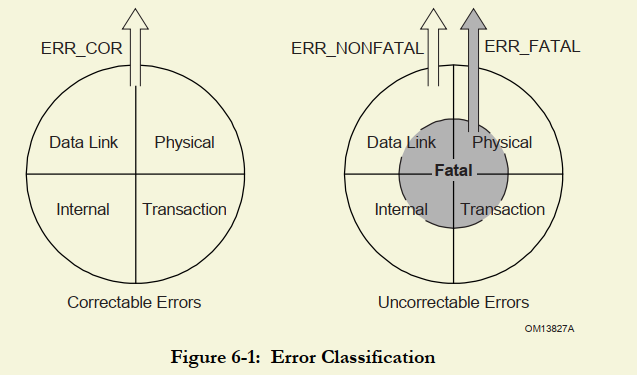 ERR_COR
ERR_NONFATAL
ERR_FATAL
Data Link
Physical
Internal
Transaction
Correctable Errors
Data Link
Physical
Fatal
Internal
Transaction
Uncorrectable Errors
OM13827A
Figure 6-1: Error Classification